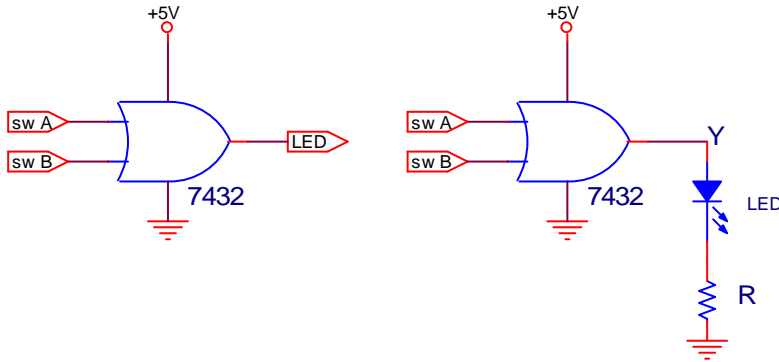 +5V
sw A
sw B
LED
7432
+5V
sw A
sw B
Y
7432
LED
R